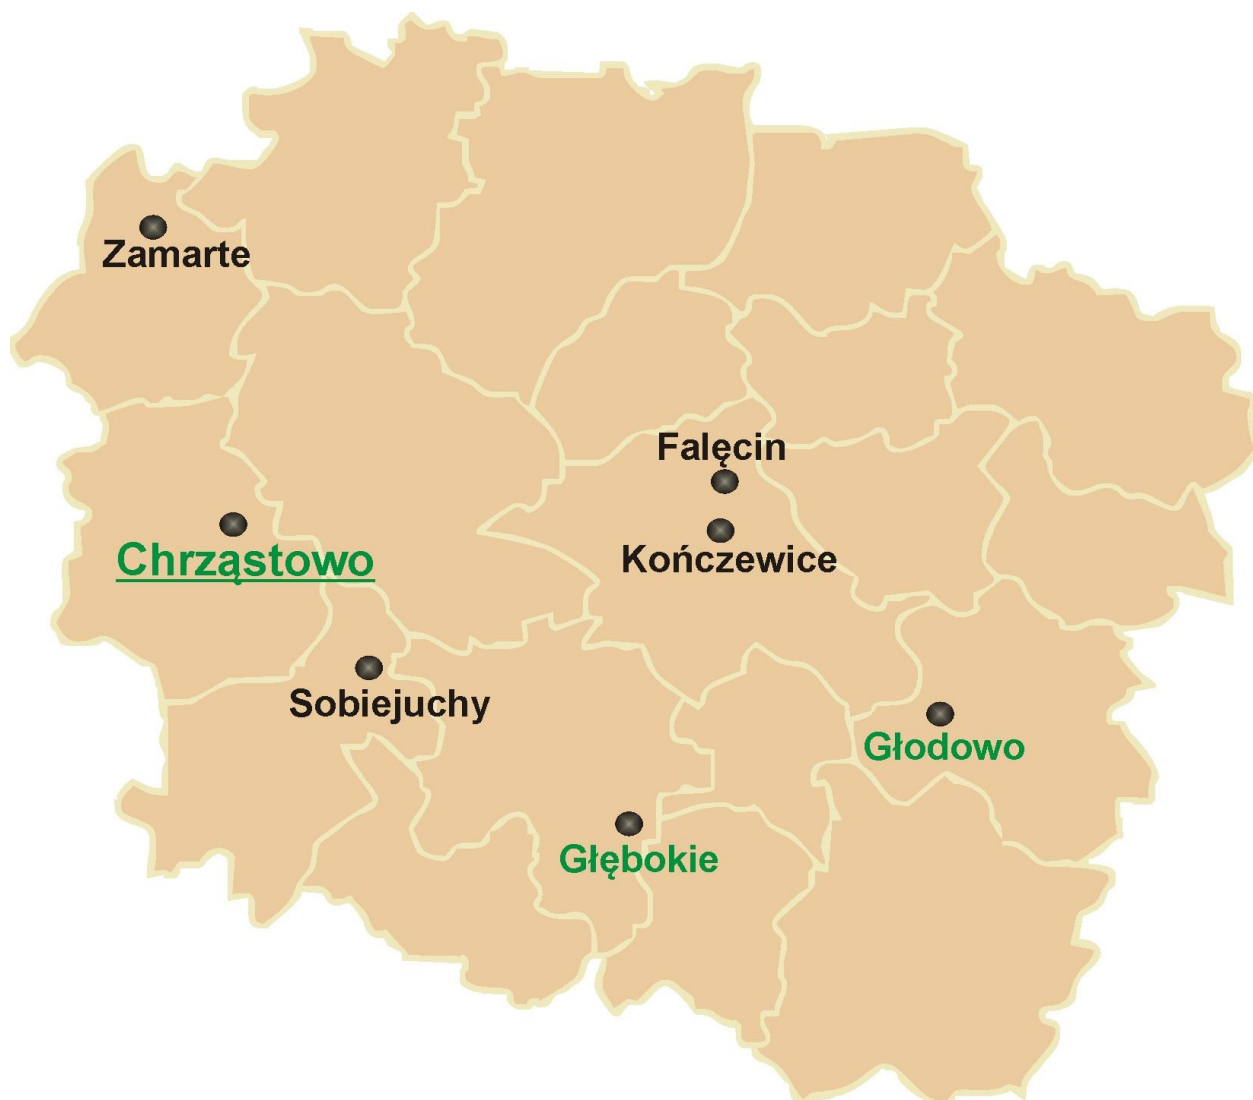 Zamarte
Falęcin
Chrząstowo
Kończewice
Sobiejuchy
Głodowo
Głębokie